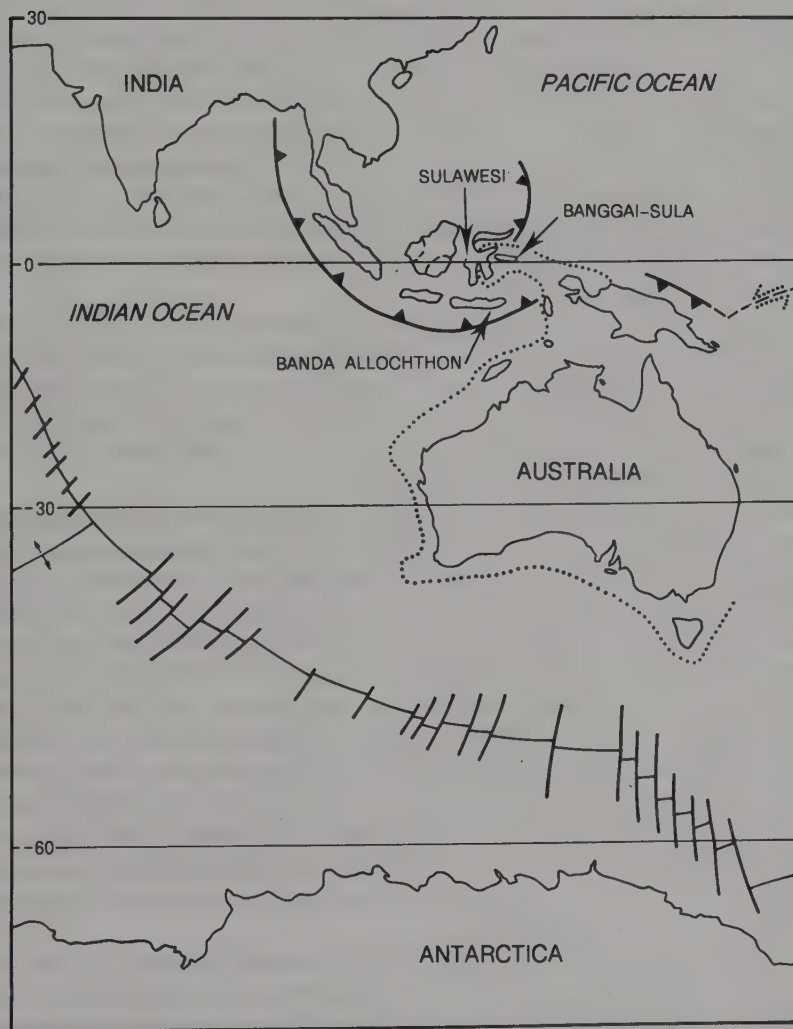 30
INDIA
PACIFIC OCEAN
SULAWESI
BANGGAI-SULA
0
INDIAN OCEAN
BANDA ALLOCHTHON
AUSTRALIA
-30
-60
ANTARCTICA